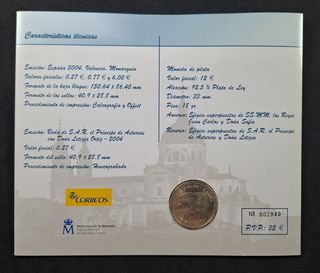 Características técnicas
Emisión: España 2004. Valencia. Monarquía
Valores faciales: 0.27 €, 0.77 € y 6.00 €
Formato de la hoja bloque: 150.64 x 86.40 mm
Formato de los sellos: 40.9 x 28.8 mm
Procedimiento de impresión: Calcografía y Offset
Emisión: Boda de S.A.R. el Príncipe de Asturias
con Doña Letizia Ortiz - 2004
Valor facial: 0.27 €
Formato del sello: 40.9 x 28.8 mm
Procedimiento de impresión: Huecograbado
Moneda de plata
Valor facial: 12 €
Aleación: 92.5 % Plata de Ley
Diámetro: 33 mm
Peso: 18 gr
Anverso: Efigies superpuestas de SS.MM. los Reyes
Juan Carlos y Doña Sofía
Reverso: Efigies superpuestas de S.A.R. el Príncipe
de Asturias y Doña Letizia
CORREOS
Real Casa de la Moneda
Nº 002840
P.V.P.: 32 €